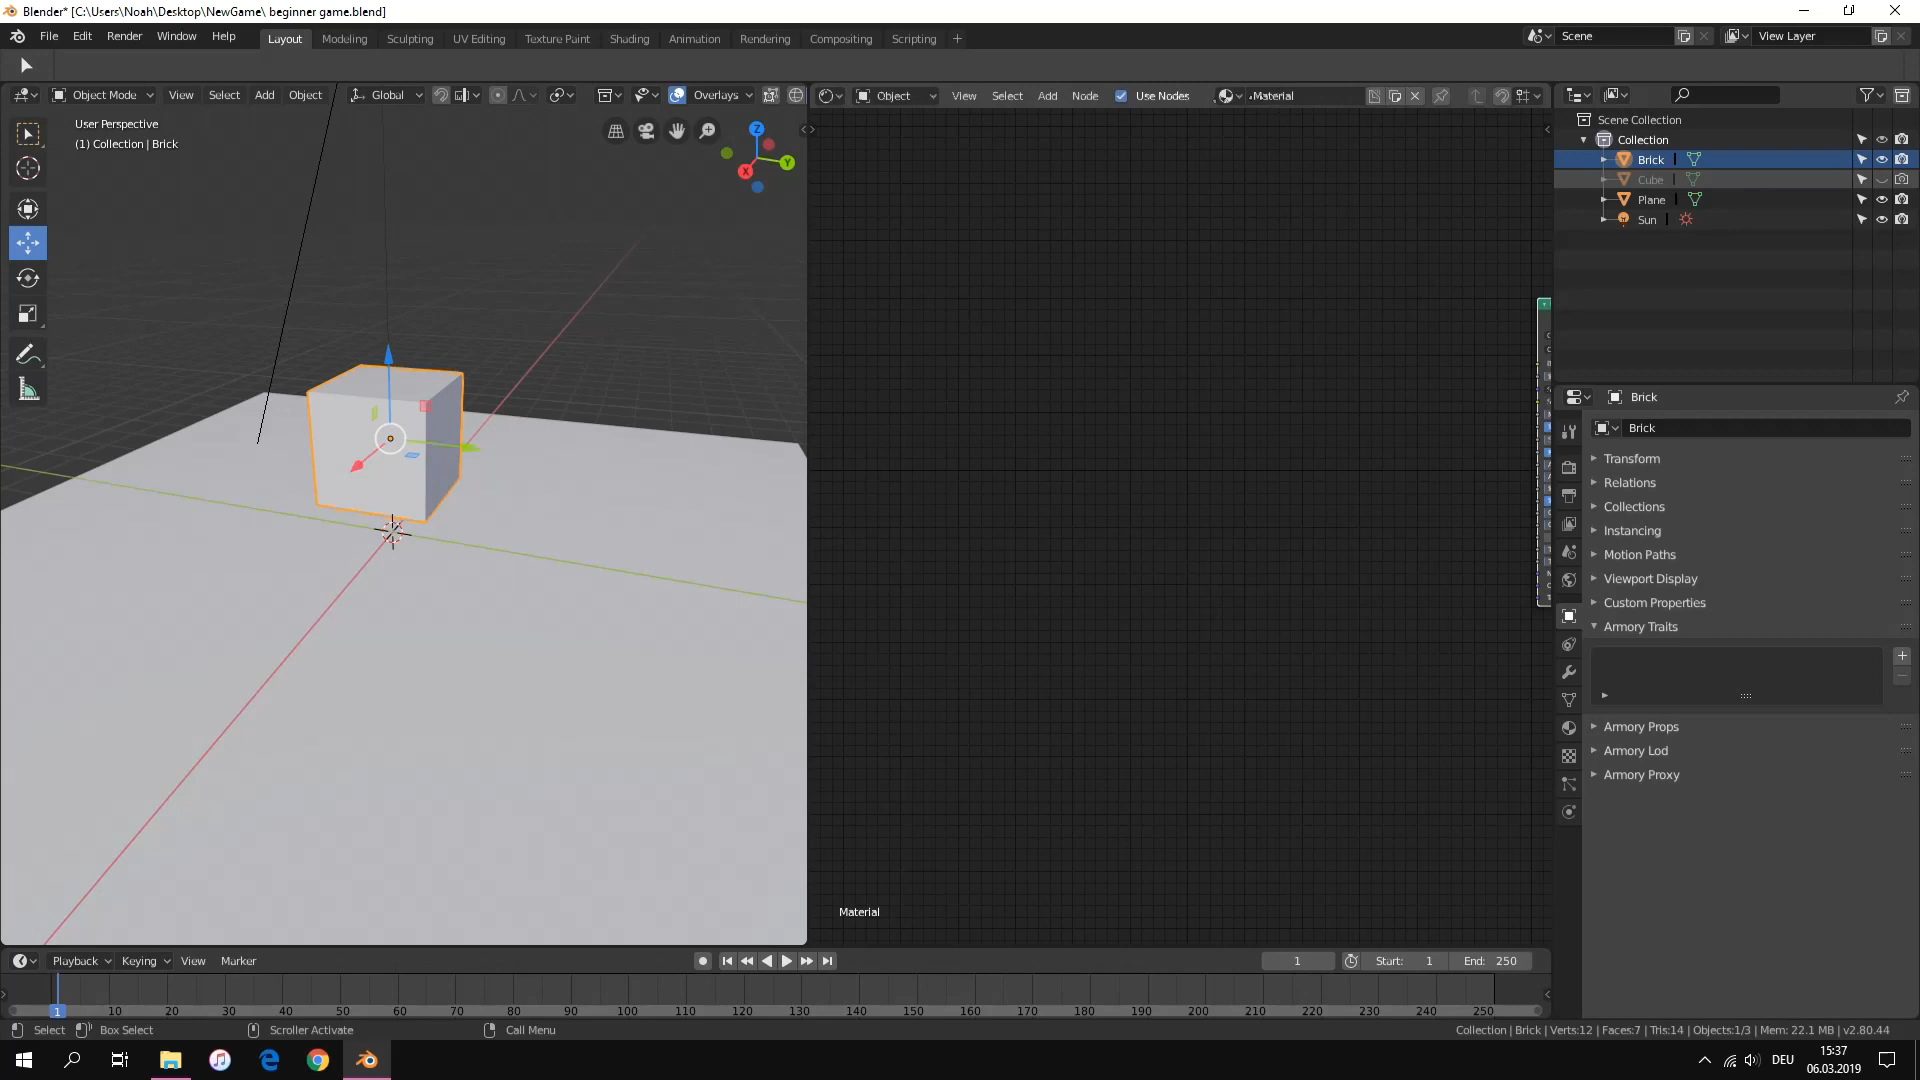 Blender* [C:\Users\Noah\Desktop\NewGame\ beginner game.blend]
File Edit Render Window Help Layout Modeling Sculpting UV Editing Texture Paint Shading Animation Rendering Compositing Scripting + Scene View Layer
Object Mode View Select Add Object Global Overlays
Object View Select Add Node Use Nodes Material
User Perspective
(1) Collection | Brick
Z
Y
X
Material
Scene Collection
Collection
Brick
Cube
Plane
Sun
Brick
Brick
Transform
Relations
Collections
Instancing
Motion Paths
Viewport Display
Custom Properties
Armory Traits
Armory Props
Armory Lod
Armory Proxy
Playback Keying View Marker 1 Start: 1 End: 250
1 10 20 30 40 50 60 70 80 90 100 110 120 130 140 150 160 170 180 190 200 210 220 230 240 250
Select Box Select Scroller Activate Call Menu Collection | Brick | Verts:12 | Faces:7 | Tris:14 | Objects:1/3 | Mem: 22.1 MB | v2.80.44
DEU
15:37
06.03.2019